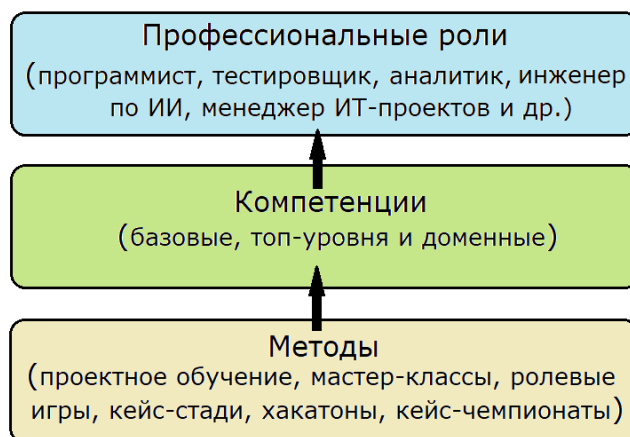 Профессиональные роли
(программист, тестировщик, аналитик, инженер
по ИИ, менеджер ИТ-проектов и др.)
Компетенции
(базовые, топ-уровня и доменные)
Методы
(проектное обучение, мастер-классы, ролевые
игры, кейс-стади, хакатоны, кейс-чемпионаты)